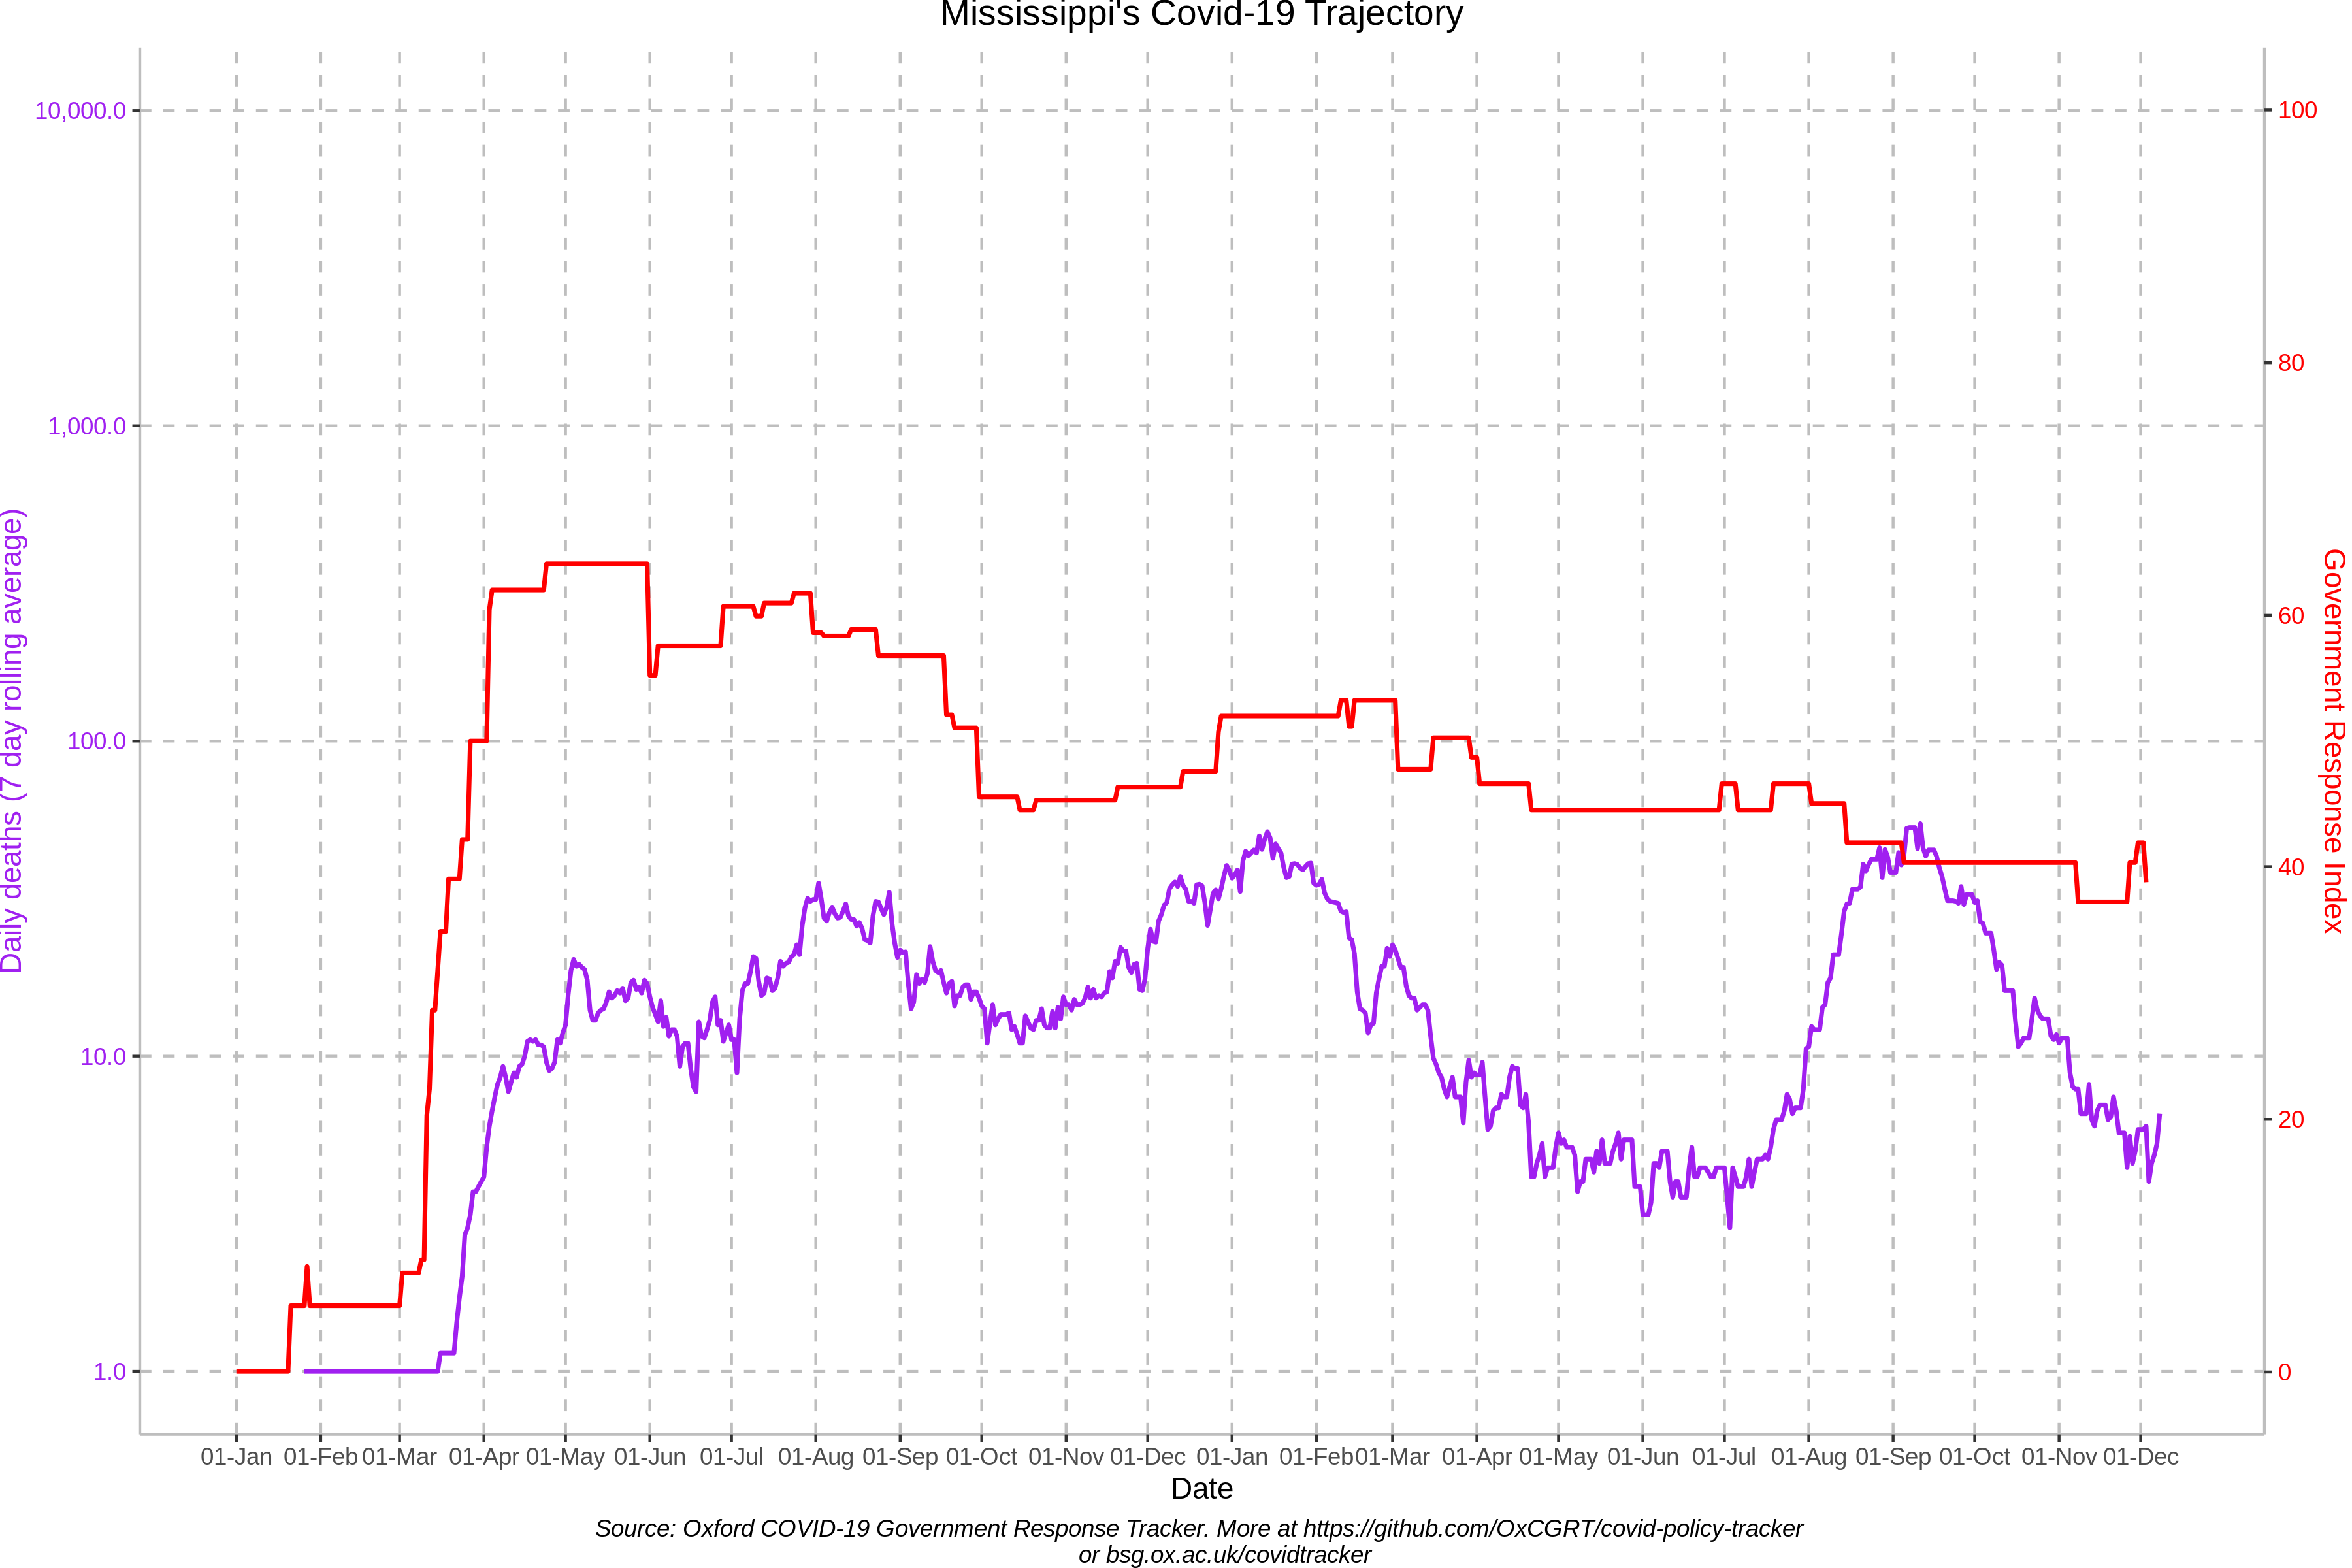 Mississippi's Covid-19 Trajectory
10,000.0
1,000.0
100.0
10.0
1.0
Daily deaths (7 day rolling average)
100
80
60
40
20
0
Government Response Index
01-Jan 01-Feb 01-Mar 01-Apr 01-May 01-Jun 01-Jul 01-Aug 01-Sep 01-Oct 01-Nov 01-Dec 01-Jan 01-Feb 01-Mar 01-Apr 01-May 01-Jun 01-Jul 01-Aug 01-Sep 01-Oct 01-Nov 01-Dec
Date
Source: Oxford COVID-19 Government Response Tracker. More at https://github.com/OxCGRT/covid-policy-tracker
or bsg.ox.ac.uk/covidtracker